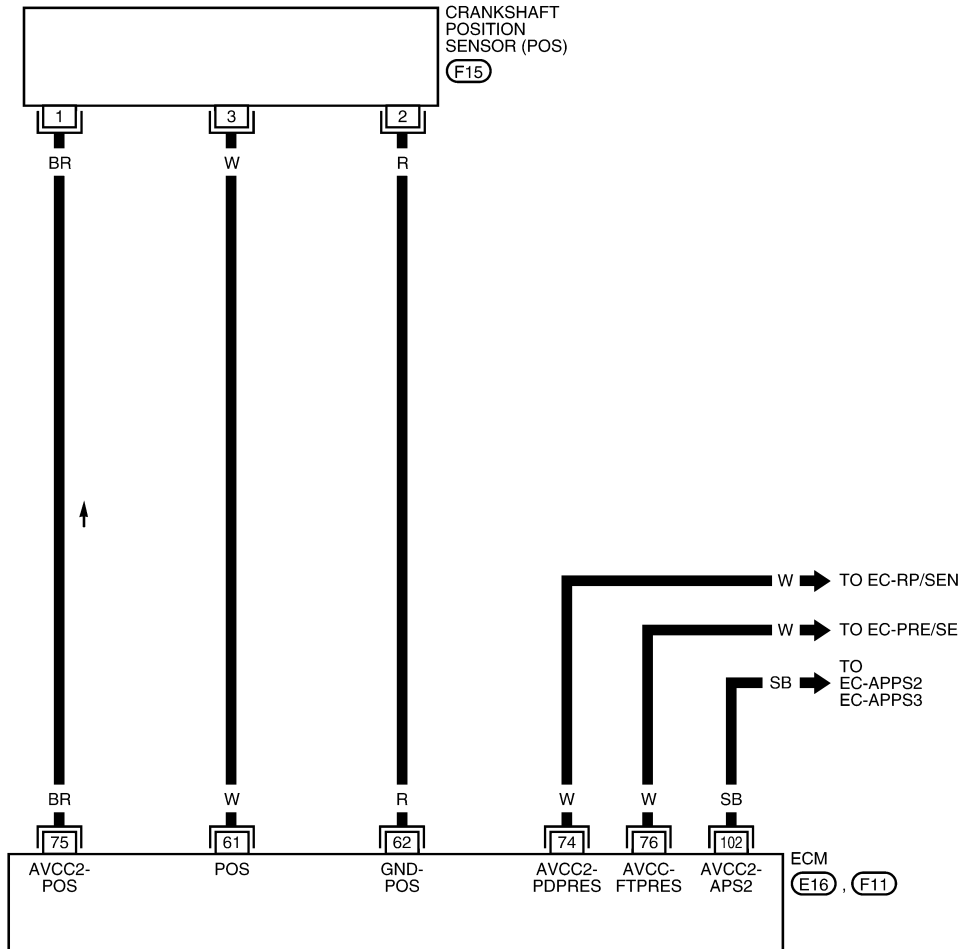 CRANKSHAFT
POSITION
SENSOR (POS)
F15
1 3 2
BR W R
W TO EC-RP/SEN
W TO EC-PRE/SE
TO
SB EC-APPS2
EC-APPS3
BR W R W W SB
75 61 62 74 76 102
ECM
AVCC2- POS GND- AVCC2- AVCC- AVCC2-
POS POS PDPRES FTPRES APS2
E16 , F11